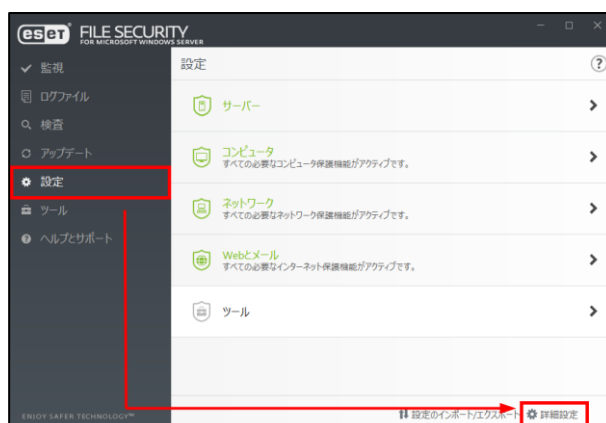 eset FILE SECURITY
FOR MICROSOFT WINDOWS SERVER
監視
ログファイル
検査
アップデート
設定
ツール
ヘルプとサポート
ENJOY SAFER TECHNOLOGY™
設定
?
サーバー
コンピュータ
すべての必要なコンピュータ保護機能がアクティブです。
ネットワーク
すべての必要なネットワーク保護機能がアクティブです。
Webとメール
すべての必要なインターネット保護機能がアクティブです。
ツール
設定のインポート/エクスポート
詳細設定